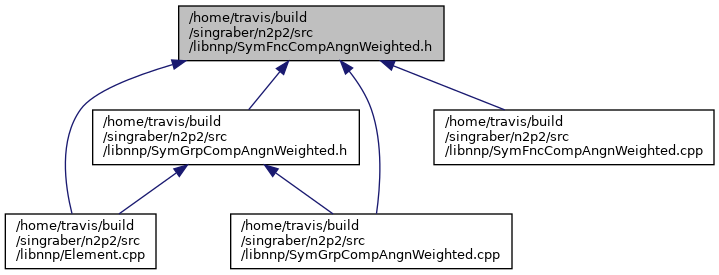 /home/travis/build
/singraber/n2p2/src
/libnnp/SymFncCompAngnWeighted.h
/home/travis/build
/singraber/n2p2/src
/libnnp/SymGrpCompAngnWeighted.h
/home/travis/build
/singraber/n2p2/src
/libnnp/SymFncCompAngnWeighted.cpp
/home/travis/build
/singraber/n2p2/src
/libnnp/Element.cpp
/home/travis/build
/singraber/n2p2/src
/libnnp/SymGrpCompAngnWeighted.cpp